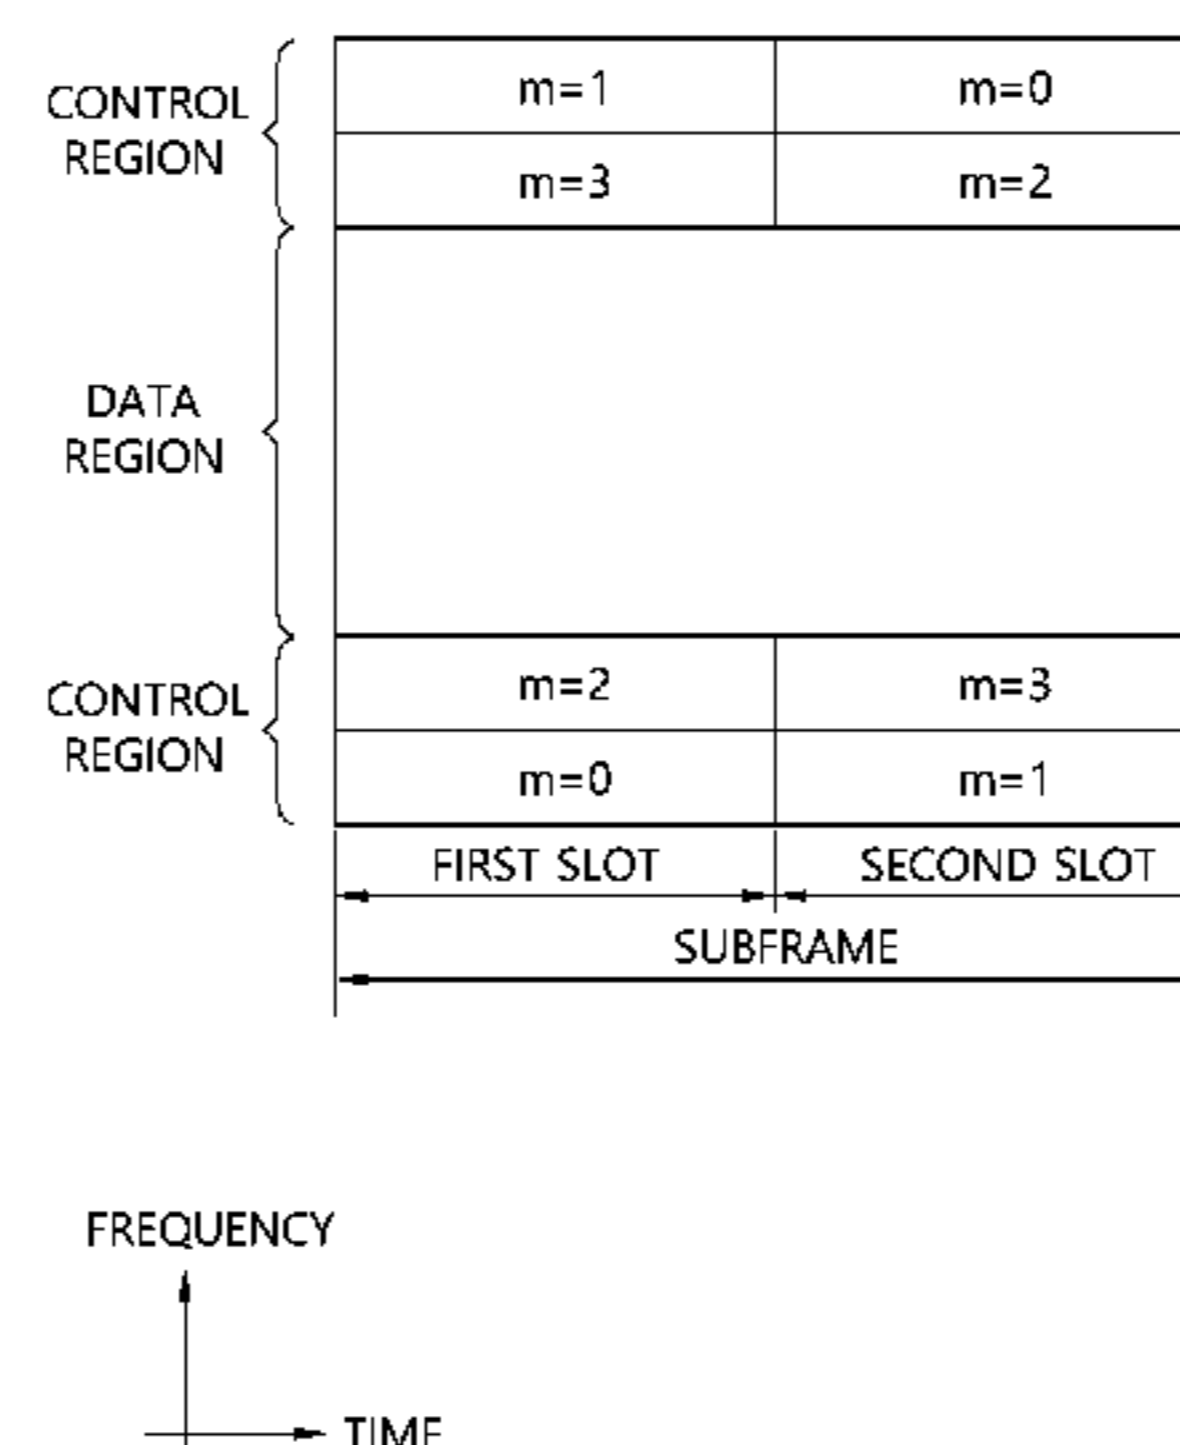 CONTROL
REGION
m=1
m=0
m=3
m=2
DATA
REGION
CONTROL
REGION
m=2
m=3
m=0
m=1
FIRST SLOT
SECOND SLOT
SUBFRAME
FREQUENCY
TIME